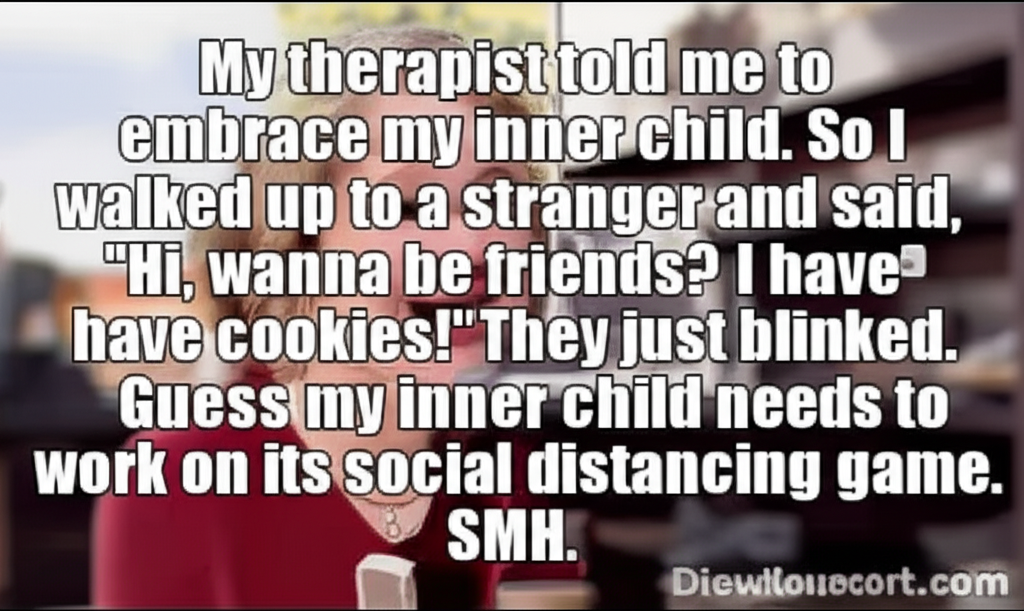 My therapist told me to
embrace my inner child. So I
walked up to a stranger and said,
"Hi, wanna be friends? I have
have cookies!" They just blinked.
Guess my inner child needs to
work on its social distancing game.
SMH.